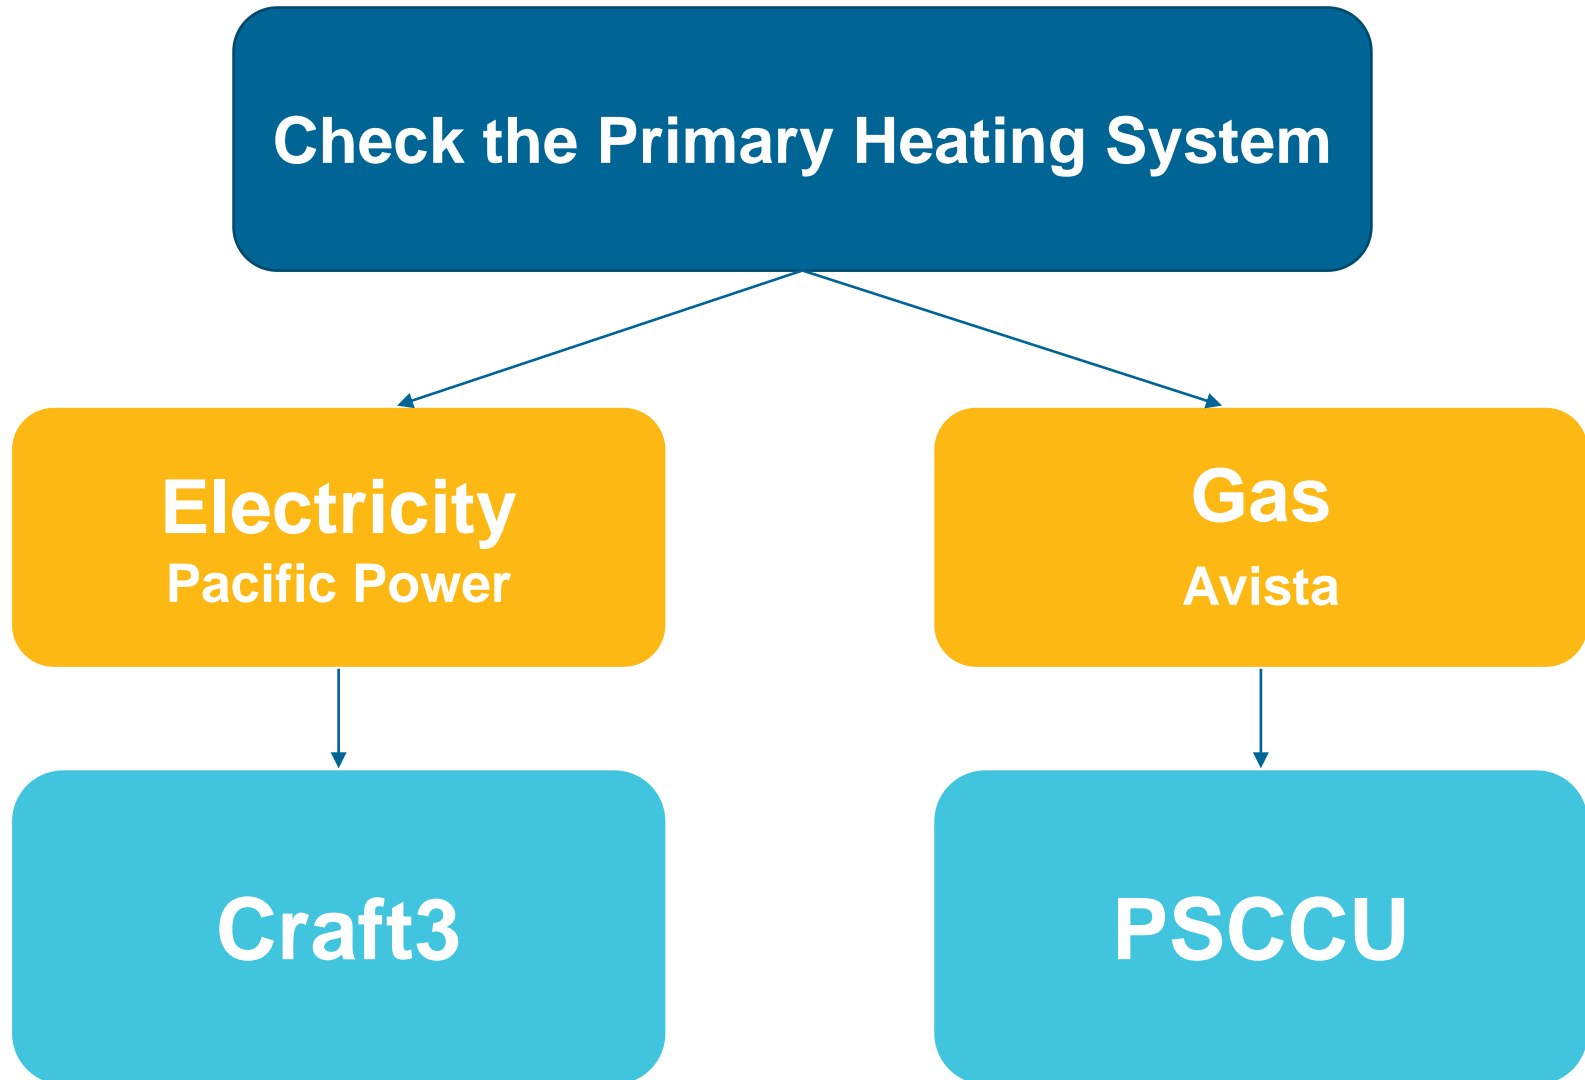 Check the Primary Heating System
Electricity
Pacific Power
Gas
Avista
Craft3
PSCCU